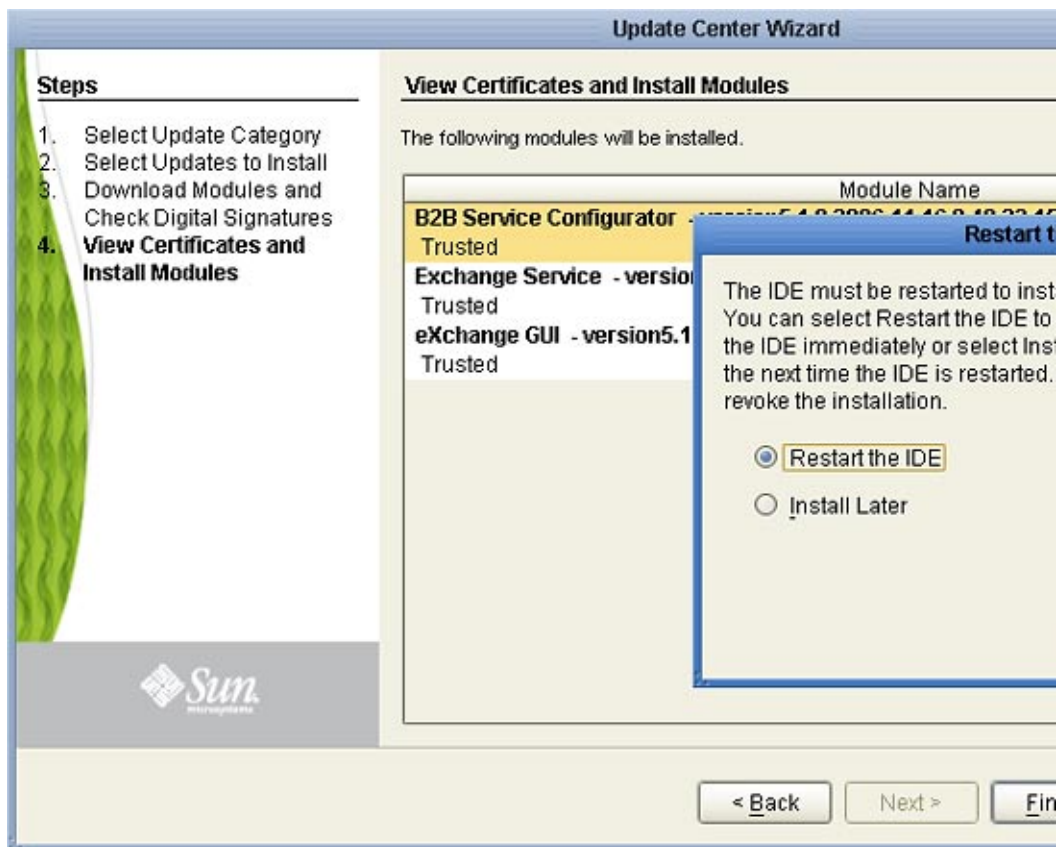 Update Center Wizard
Steps
1. Select Update Category
2. Select Updates to Install
3. Download Modules and
Check Digital Signatures
4. View Certificates and
Install Modules
Sun
microsystems
View Certificates and Install Modules
The following modules will be installed.
Module Name
B2B Service Configurator -
Trusted
Exchange Service - versio
Trusted
eXchange GUI - version5.1
Trusted
Restart t
The IDE must be restarted to inst
You can select Restart the IDE to
the IDE immediately or select Inst
the next time the IDE is restarted.
revoke the installation.
Restart the IDE
Install Later
< Back
Next >
Fin